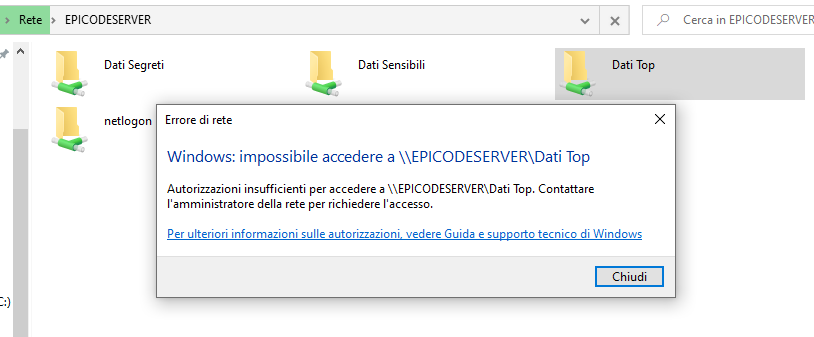 Rete > EPICODESERVER
Cerca in EPICODESERVER
Dati Segreti
Dati Sensibili
Dati Top
netlogon
Errore di rete
Windows: impossibile accedere a \\EPICODESERVER\Dati Top
Autorizzazioni insufficienti per accedere a \\EPICODESERVER\Dati Top. Contattare
l'amministratore della rete per richiedere l'accesso.
Per ulteriori informazioni sulle autorizzazioni, vedere Guida e supporto tecnico di Windows
Chiudi
C:)